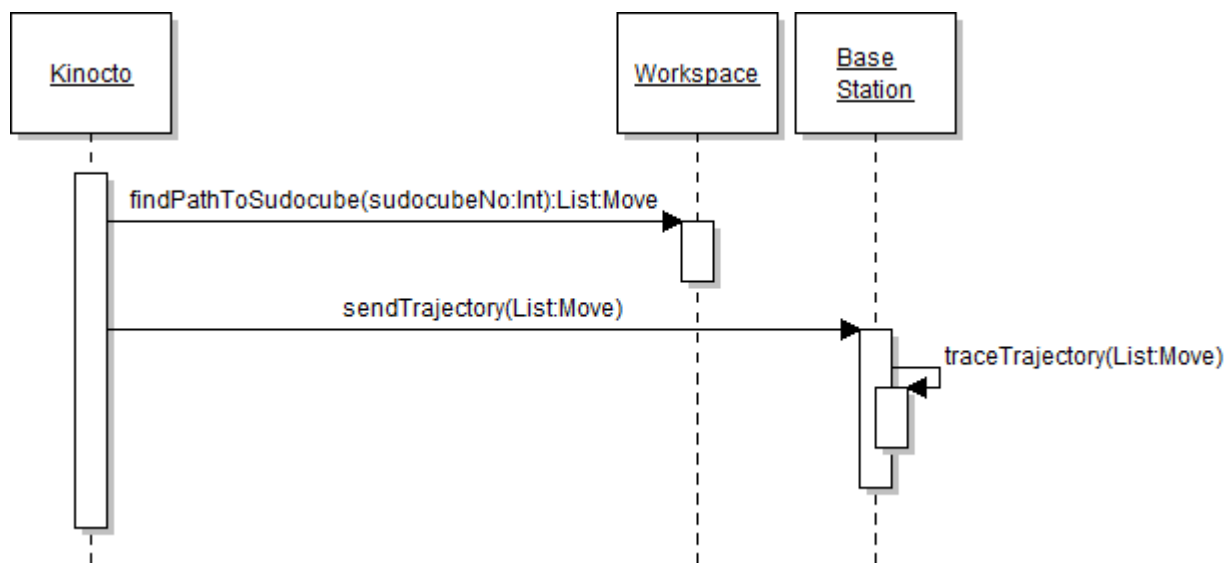 Kinocto
Workspace
Base
Station
findPathToSudocube(sudocubeNo:Int):List:Move
sendTrajectory(List:Move)
traceTrajectory(List:Move)